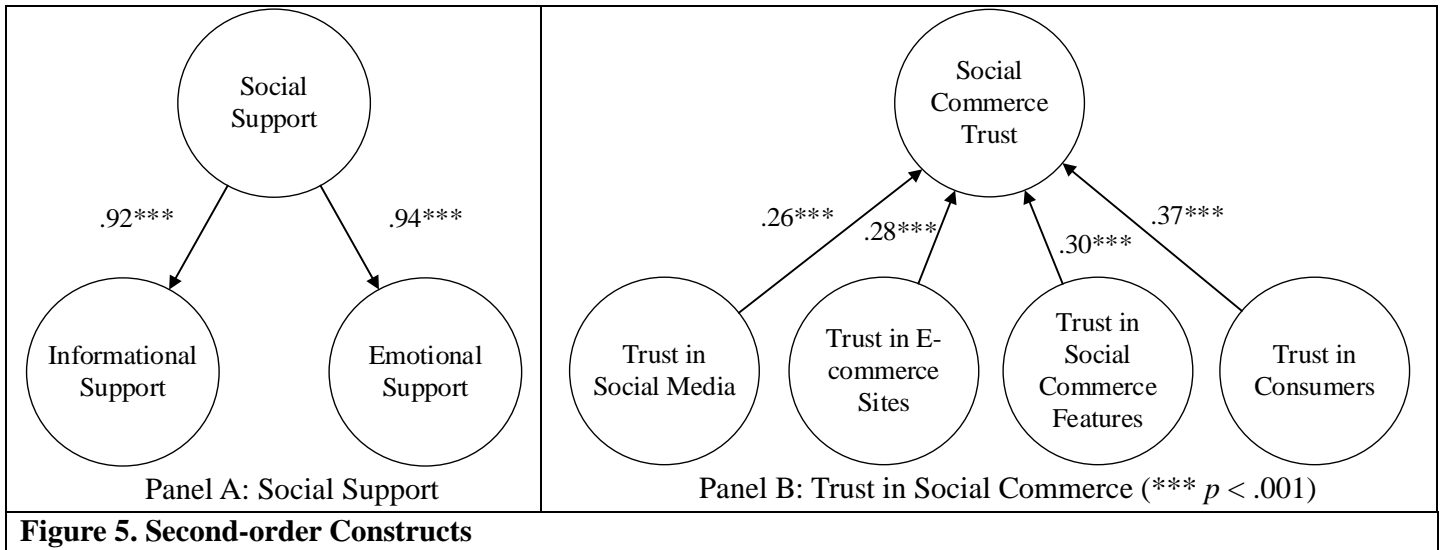 Social
Support
.92***
.94***
Informational
Support
Emotional
Support
Panel A: Social Support
Social
Commerce
Trust
.26***
.28***
.30***
.37***
Trust in
Social Media
Trust in E-
commerce
Sites
Trust in
Social
Commerce
Features
Trust in
Consumers
Panel B: Trust in Social Commerce (*** p < .001)
Figure 5. Second-order Constructs